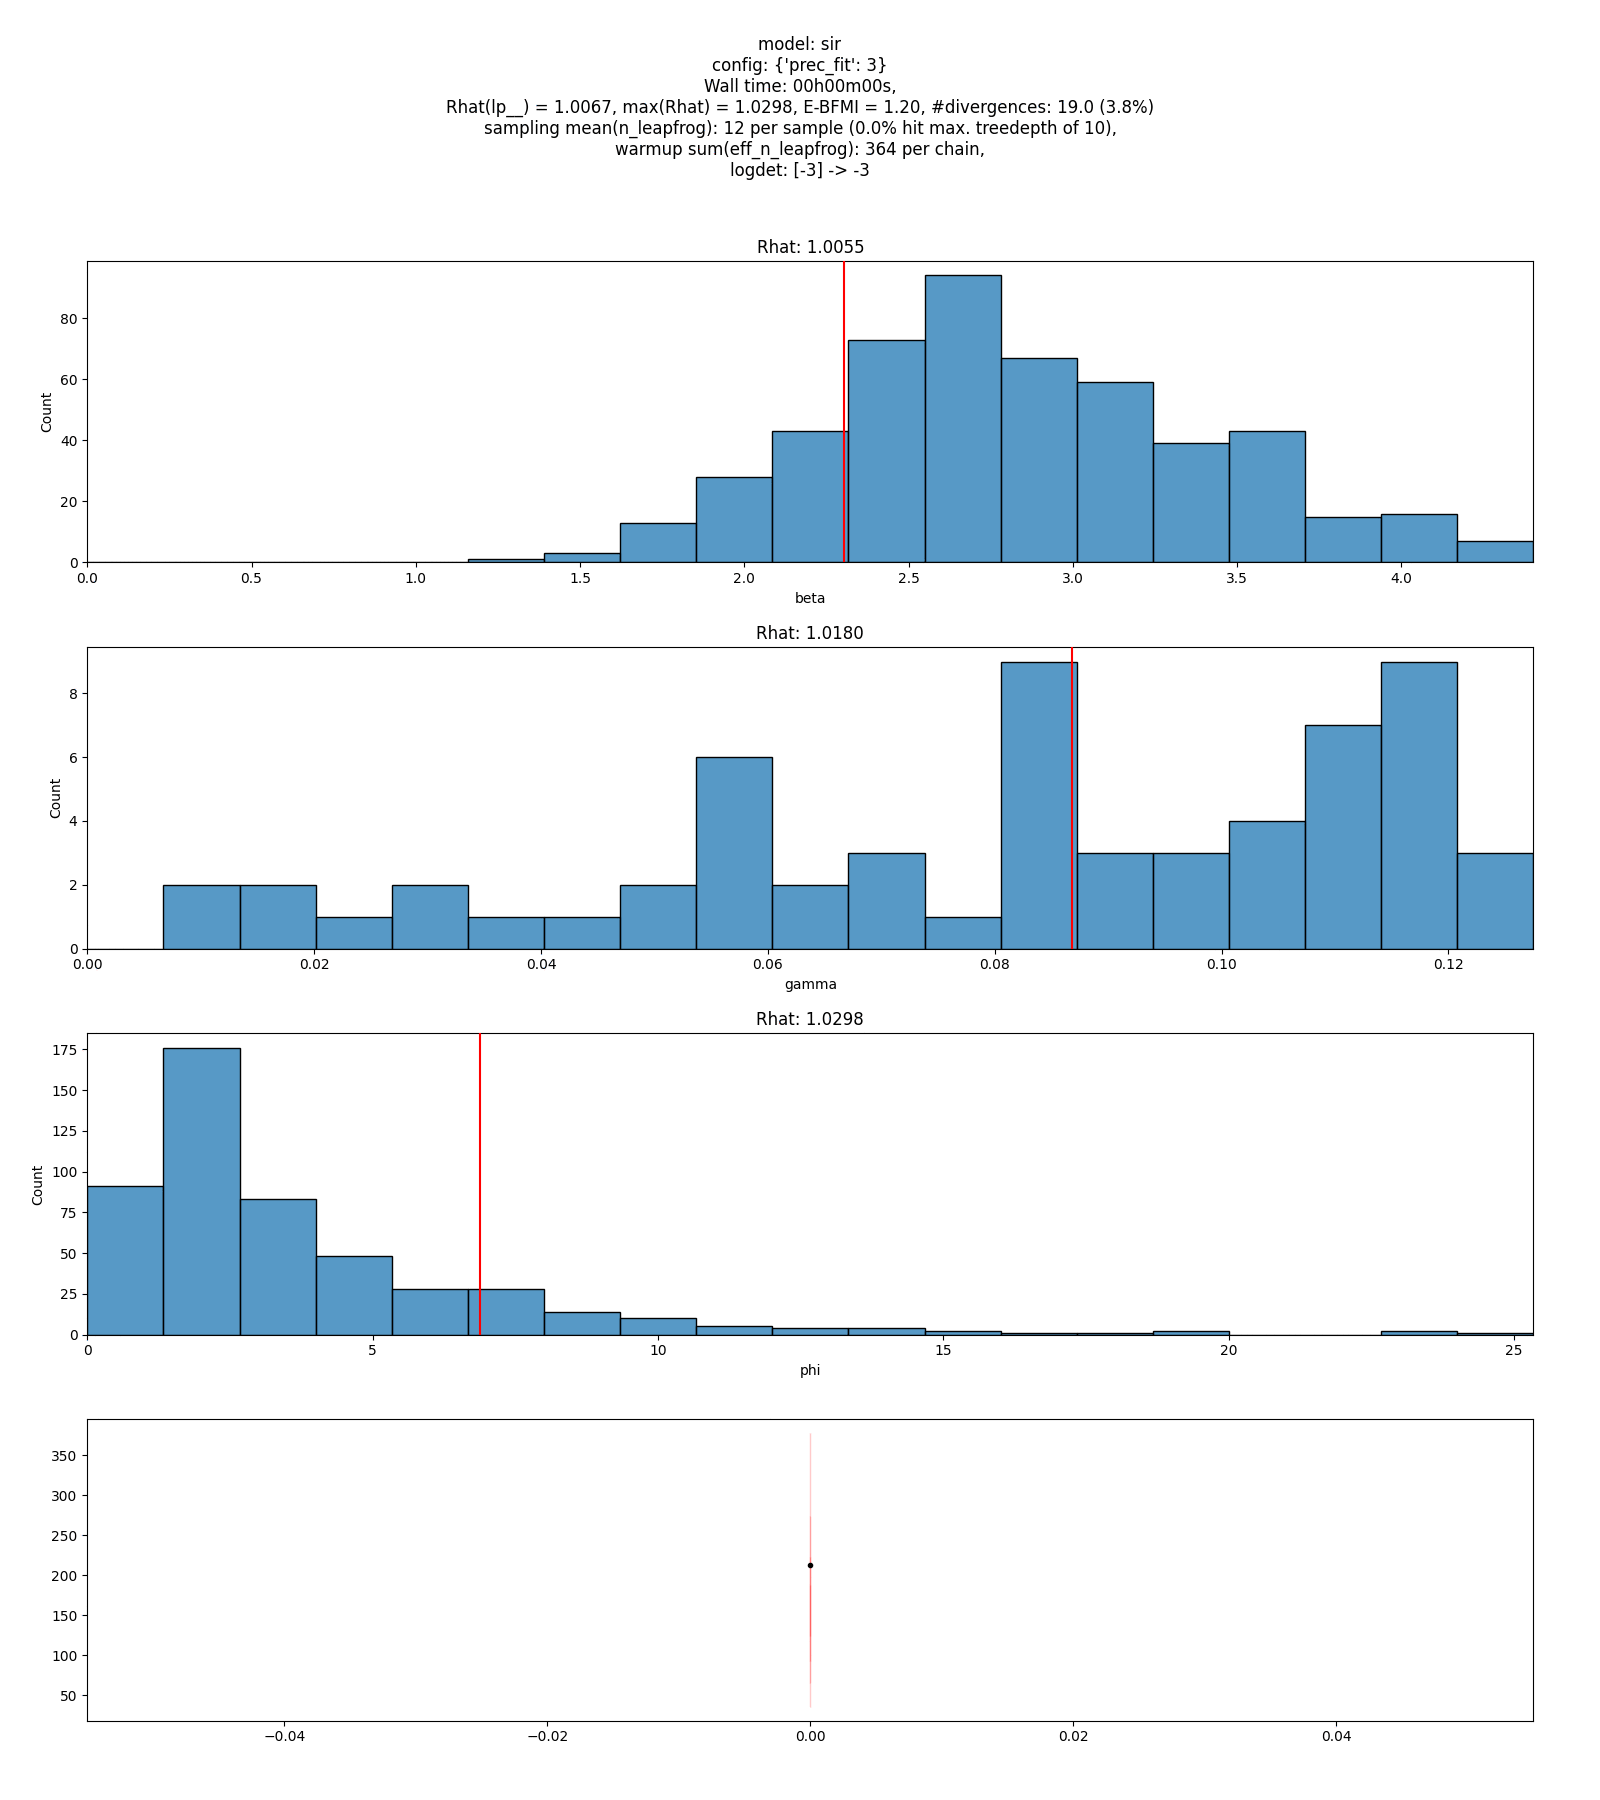 model: sir
config: {'prec_fit': 3}
Wall time: 00h00m00s,
Rhat(lp__) = 1.0067, max(Rhat) = 1.0298, E-BFMI = 1.20, #divergences: 19.0 (3.8%)
sampling mean(n_leapfrog): 12 per sample (0.0% hit max. treedepth of 10),
warmup sum(eff_n_leapfrog): 364 per chain,
logdet: [-3] -> -3
Rhat: 1.0055
80
60
40
20
0
Count
0.0 0.5 1.0 1.5 2.0 2.5 3.0 3.5 4.0
beta
Rhat: 1.0180
8
6
4
2
0
Count
0.00 0.02 0.04 0.06 0.08 0.10 0.12
gamma
Rhat: 1.0298
175
150
125
100
75
50
25
0
Count
0 5 10 15 20 25
phi
350
300
250
200
150
100
50
−0.04 −0.02 0.00 0.02 0.04